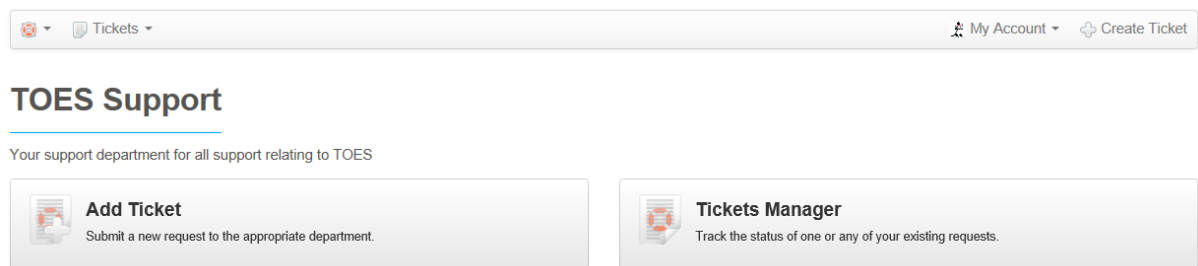 Tickets My Account Create Ticket
TOES Support
Your support department for all support relating to TOES
Add Ticket
Submit a new request to the appropriate department.
Tickets Manager
Track the status of one or any of your existing requests.